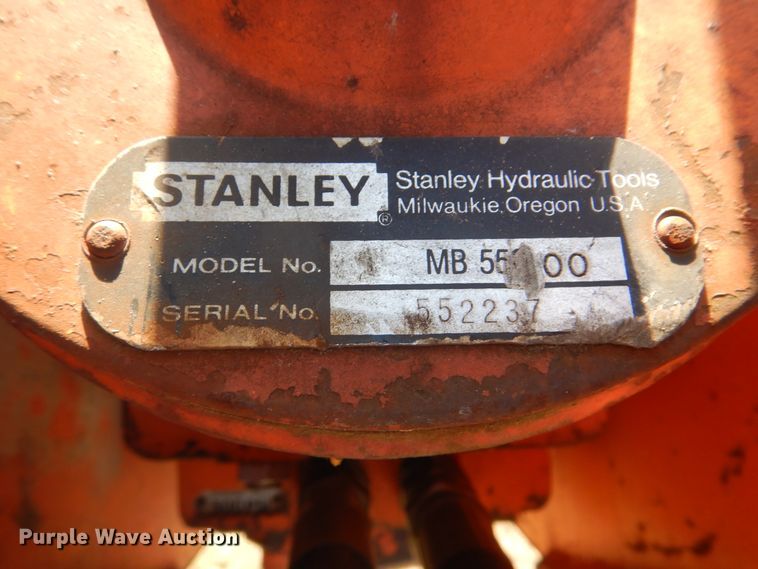 STANLEY ®
Stanley Hydraulic Tools
Milwaukie, Oregon U.S.A
MODEL No.
SERIAL No. 552237
Purple Wave Auction